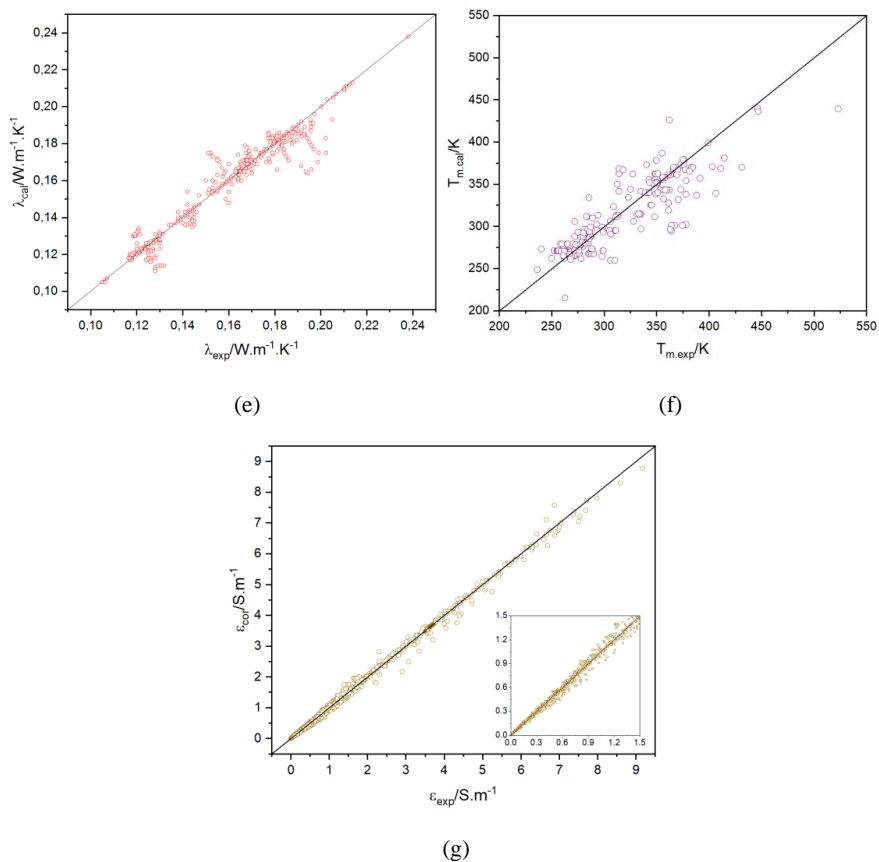 0,24
0,22
0,20
0,18
0,16
0,14
0,12
0,10
λcal/W.m⁻¹.K⁻¹
0,10 0,12 0,14 0,16 0,18 0,20 0,22 0,24
λexp/W.m⁻¹.K⁻¹
550
500
450
400
350
300
250
200
Tm.cal/K
200 250 300 350 400 450 500 550
Tm.exp/K
(e)
(f)
9
8
7
6
5
4
3
2
1
0
εcor/S.m⁻¹
1.5
1.2
0.9
0.6
0.3
0.0
0.0 0.3 0.6 0.9 1.2 1.5
0 1 2 3 4 5 6 7 8 9
εexp/S.m⁻¹
(g)